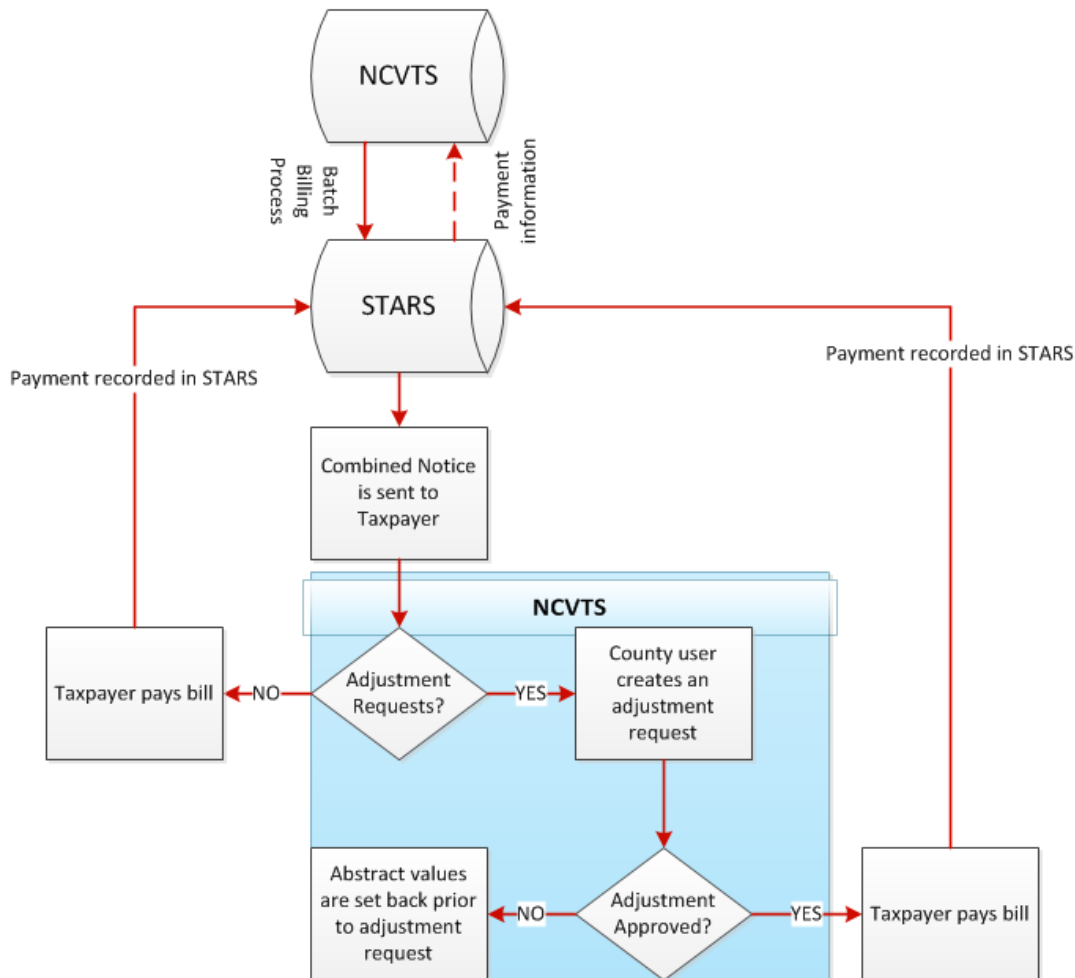 NCVTS
Batch
Billing
Process
Payment
information
STARS
Payment recorded in STARS
Payment recorded in STARS
Combined Notice
is sent to
Taxpayer
NCVTS
Taxpayer pays bill
NO
Adjustment
Requests?
YES
County user
creates an
adjustment
request
Abstract values
are set back prior
to adjustment
request
NO
Adjustment
Approved?
YES
Taxpayer pays bill